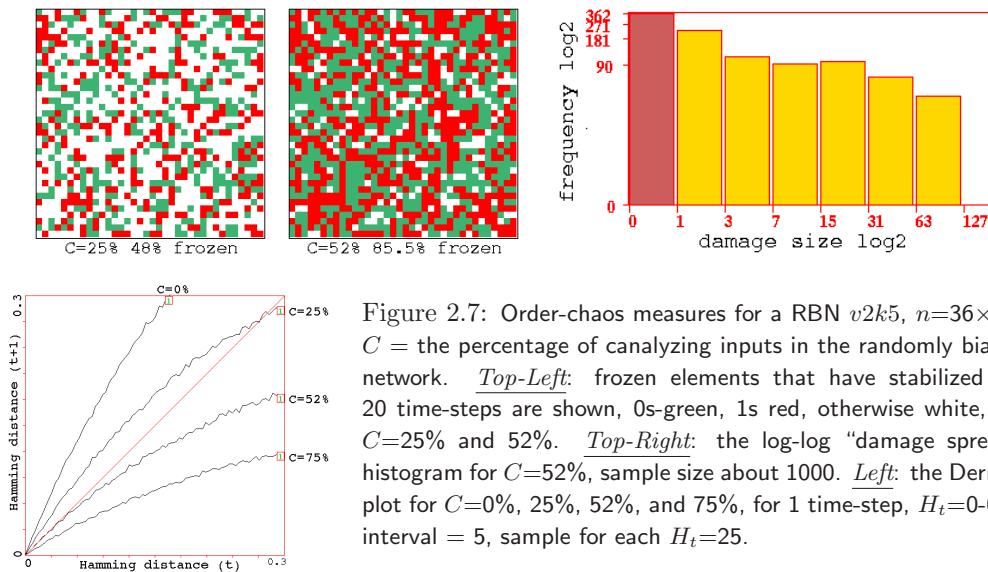 C=25% 48% frozen
C=52% 85.5% frozen
frequency log2
362
271
181
90
0
0 1 3 7 15 31 63 127
damage size log2
C=0%
C=25%
C=52%
C=75%
0.3
Hamming distance (t+1)
0
Hamming distance (t)
0.3
Figure 2.7: Order-chaos measures for a RBN v2k5, n=36×
C = the percentage of canalyzing inputs in the randomly bia
network. Top-Left: frozen elements that have stabilized
20 time-steps are shown, 0s-green, 1s red, otherwise white,
C=25% and 52%. Top-Right: the log-log “damage spre
histogram for C=52%, sample size about 1000. Left: the Derr
plot for C=0%, 25%, 52%, and 75%, for 1 time-step, Ht=0-
interval = 5, sample for each Ht=25.